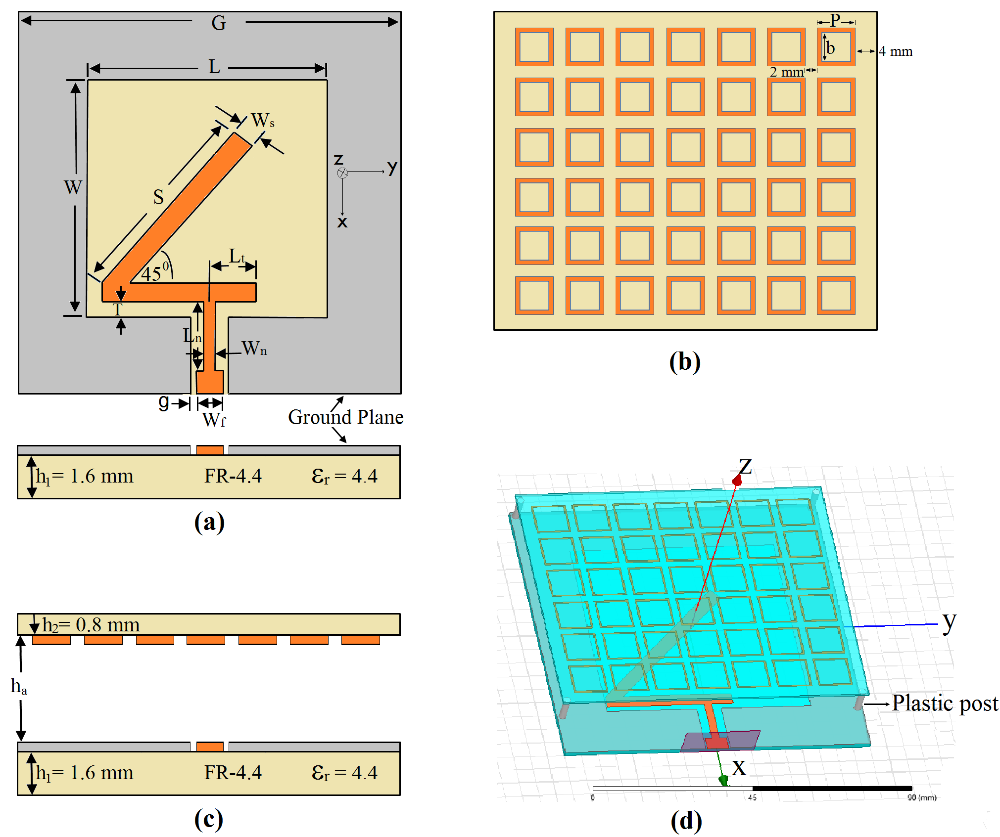 G
L
W
S
Wₛ
z
y
x
45⁰
Lₜ
T
Lₙ
Wₙ
g
W_f
Ground Plane
h₁= 1.6 mm FR-4.4 εᵣ = 4.4
(a)
P
b
4 mm
2 mm
(b)
h₂= 0.8 mm
hₐ
h₁= 1.6 mm FR-4.4 εᵣ = 4.4
(c)
Z
y
Plastic post
X
0 45 90 (mm)
(d)